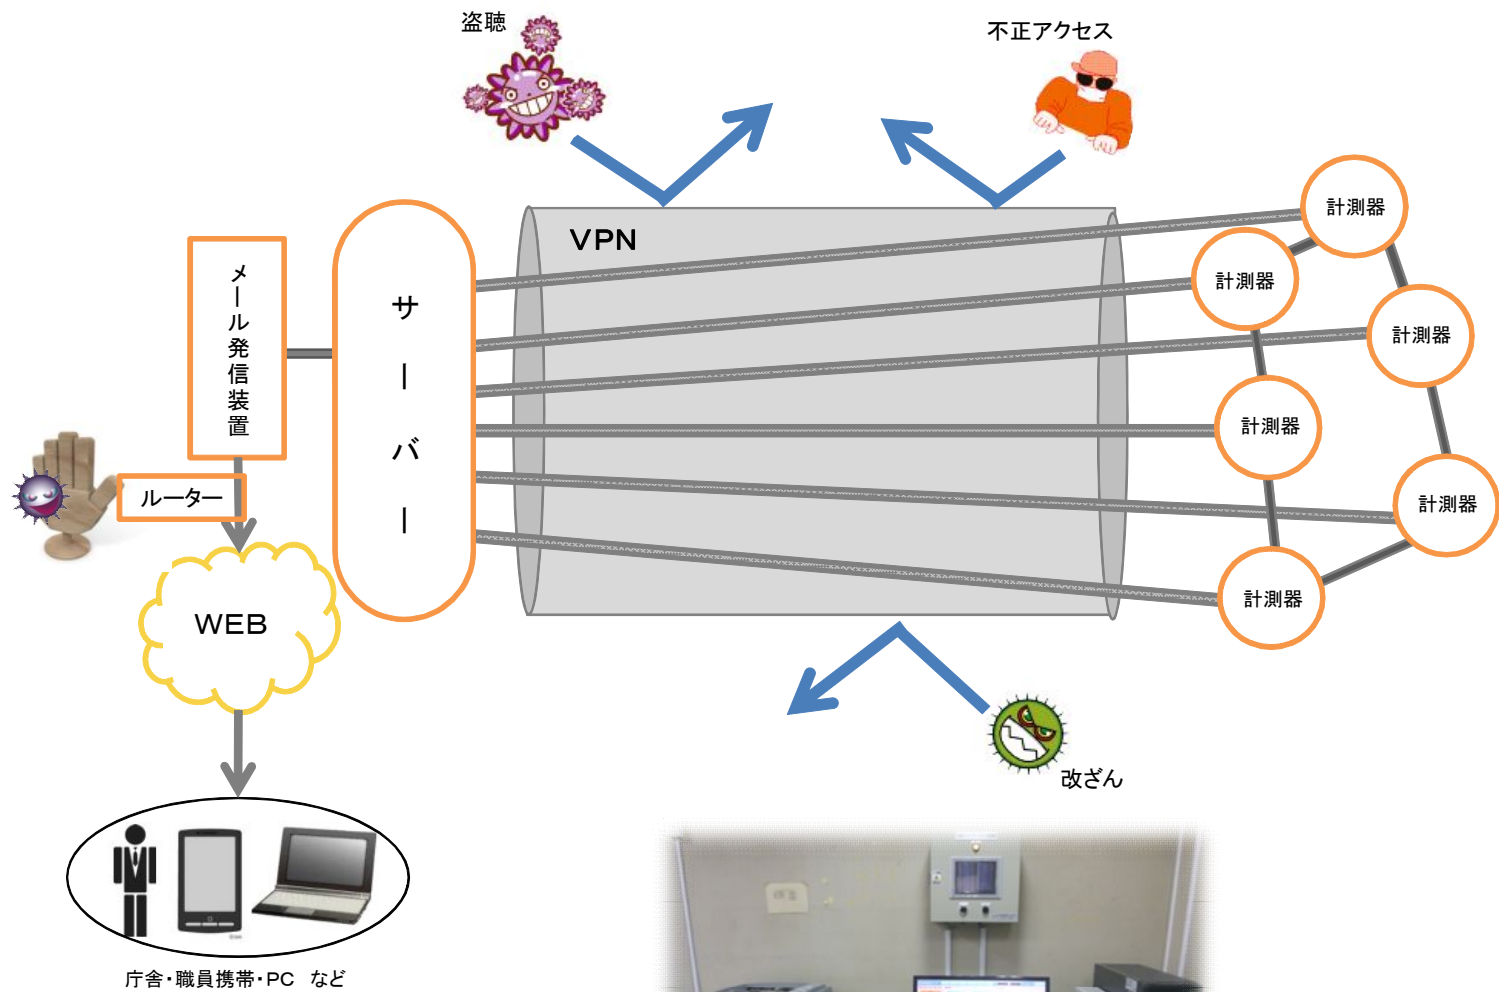 盗聴
不正アクセス
計測器
VPN
計測器
メール発信装置
サーバー
計測器
計測器
ルーター
計測器
計測器
WEB
改ざん
庁舎・職員携帯・PC など